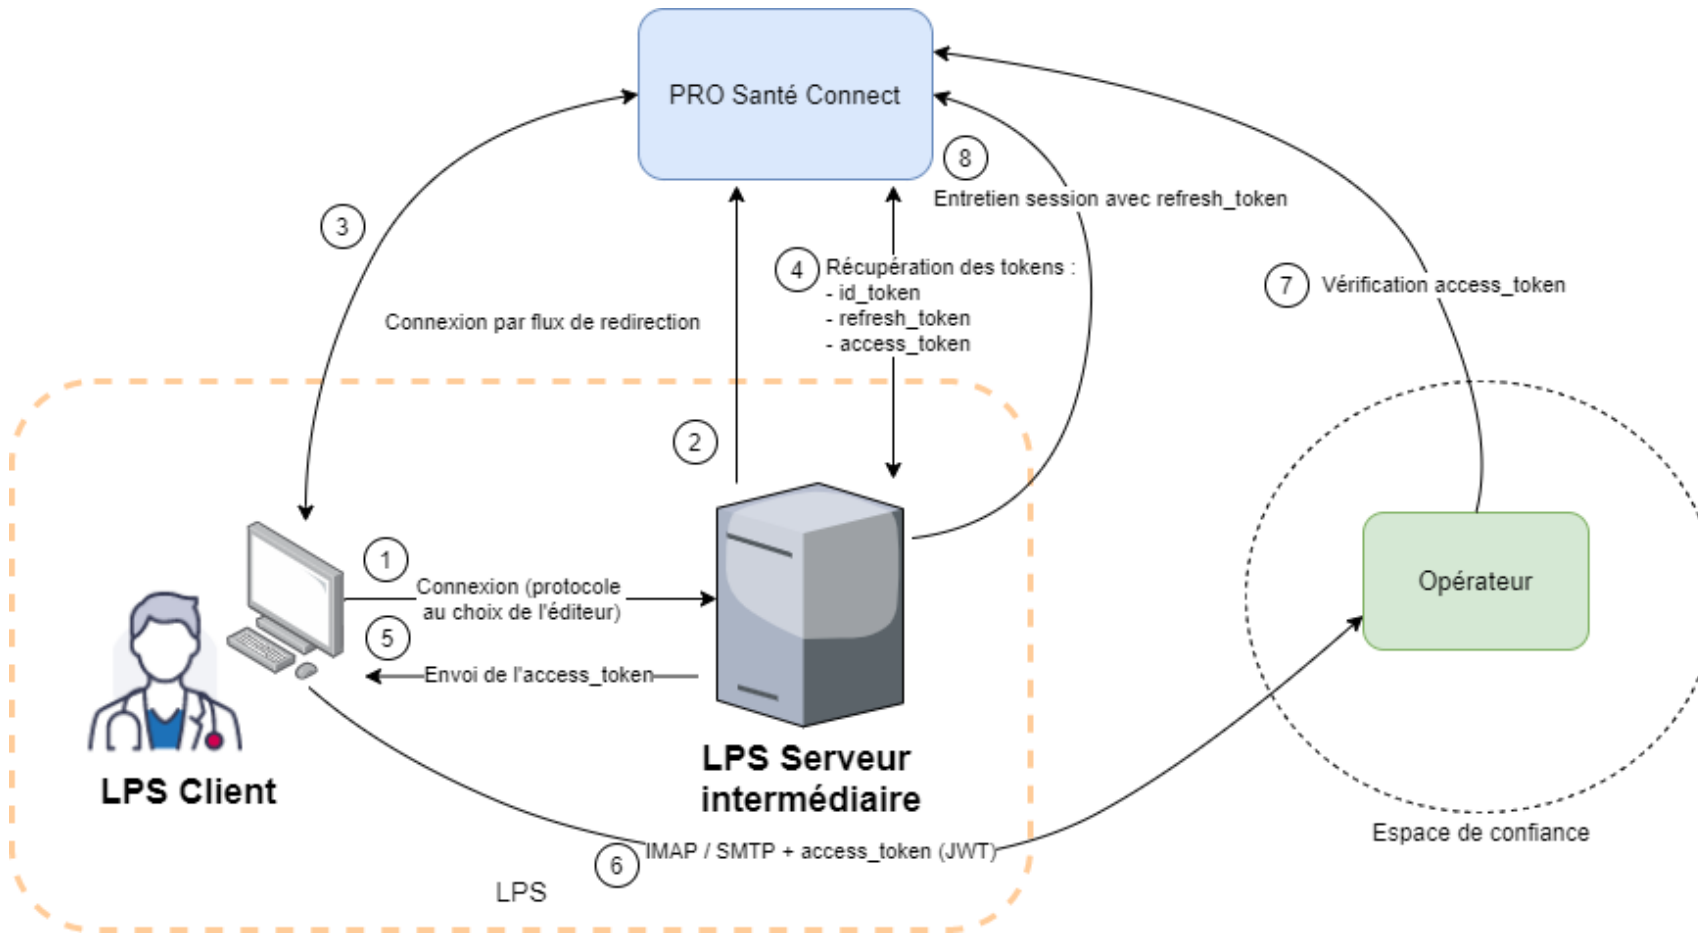 PRO Santé Connect
8
Entretien session avec refresh_token
3
4
Récupération des tokens :
- id_token
- refresh_token
- access_token
7
Vérification access_token
Connexion par flux de redirection
2
1
Connexion (protocole
au choix de l'éditeur)
5
Envoi de l'access_token
Opérateur
LPS Client
LPS Serveur
intermédiaire
Espace de confiance
6
IMAP / SMTP + access_token (JWT)
LPS